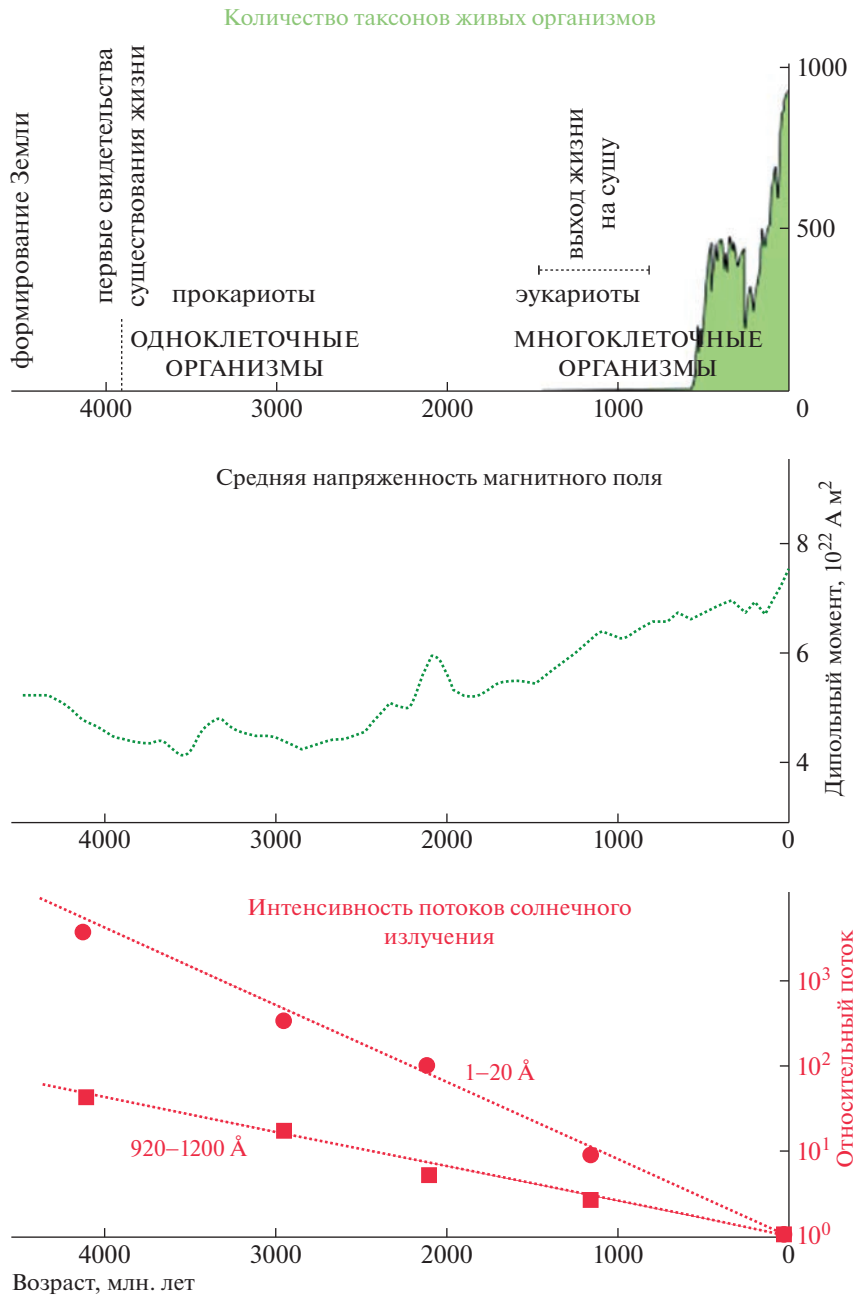 Количество таксонов живых организмов
формирование Земли
первые свидетельства
существования жизни
прокариоты
ОДНОКЛЕТОЧНЫЕ
ОРГАНИЗМЫ
выход жизни
на сушу
эукариоты
МНОГОКЛЕТОЧНЫЕ
ОРГАНИЗМЫ
1000
500
4000 3000 2000 1000 0
Средняя напряженность магнитного поля
8
6
4
Дипольный момент, 10²² А м²
4000 3000 2000 1000 0
Интенсивность потоков солнечного
излучения
1–20 Å
920–1200 Å
10³
10²
10¹
10⁰
Относительный поток
4000 3000 2000 1000 0
Возраст, млн. лет